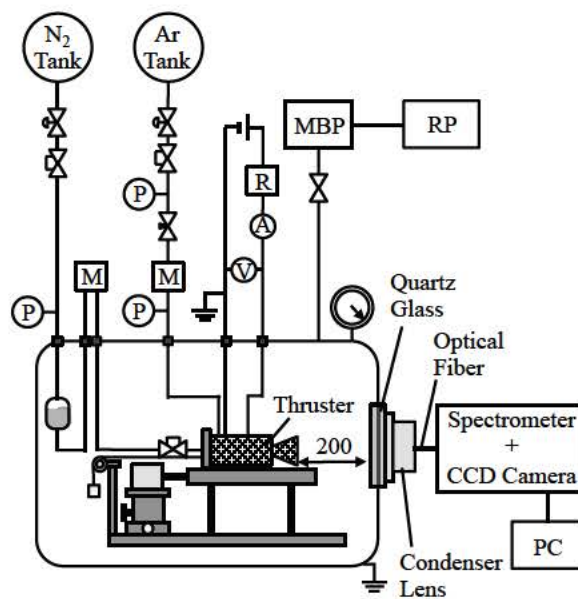 N₂
Tank
Ar
Tank
MBP
RP
R
P
A
V
M
M
P
P
Quartz
Glass
Optical
Fiber
Thruster
200
Spectrometer
+
CCD Camera
PC
Condenser
Lens